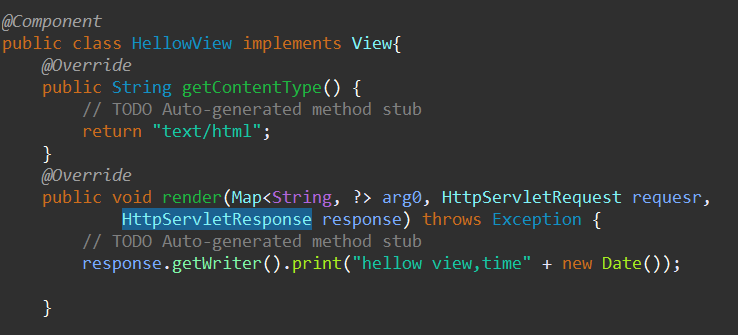 @Component
public class HellowView implements View{
@Override
public String getContentType() {
// TODO Auto-generated method stub
return "text/html";
}
@Override
public void render(Map<String, ?> arg0, HttpServletRequest requesr,
HttpServletResponse response) throws Exception {
// TODO Auto-generated method stub
response.getWriter().print("hellow view,time" + new Date());
}